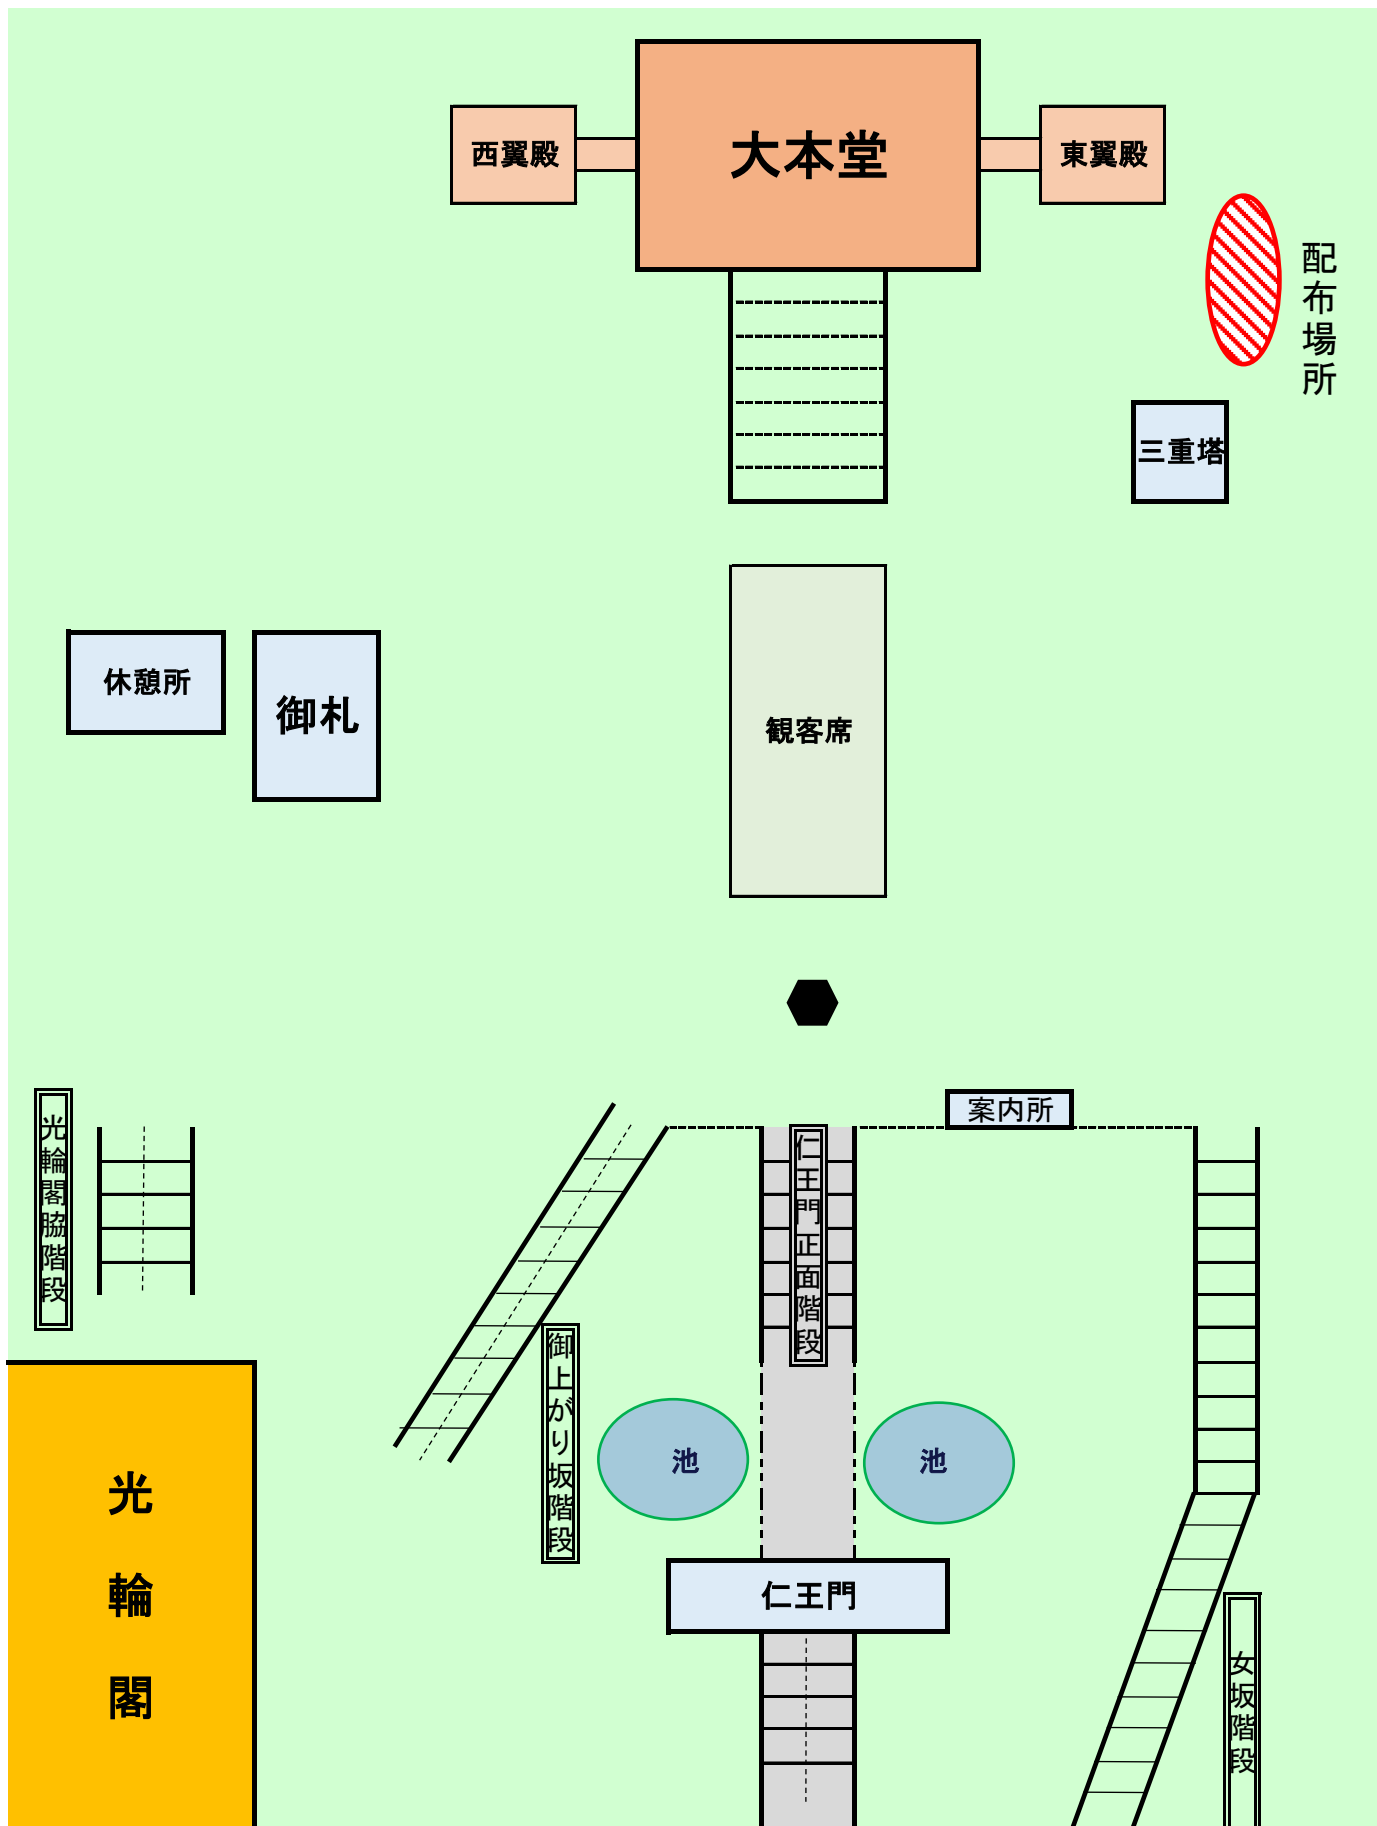 大本堂
西翼殿
東翼殿
配布場所
三重塔
休憩所
御札
観客席
案内所
光輪閣脇階段
仁王門正面階段
御上がり坂階段
池
池
光輪閣
仁王門
女坂階段